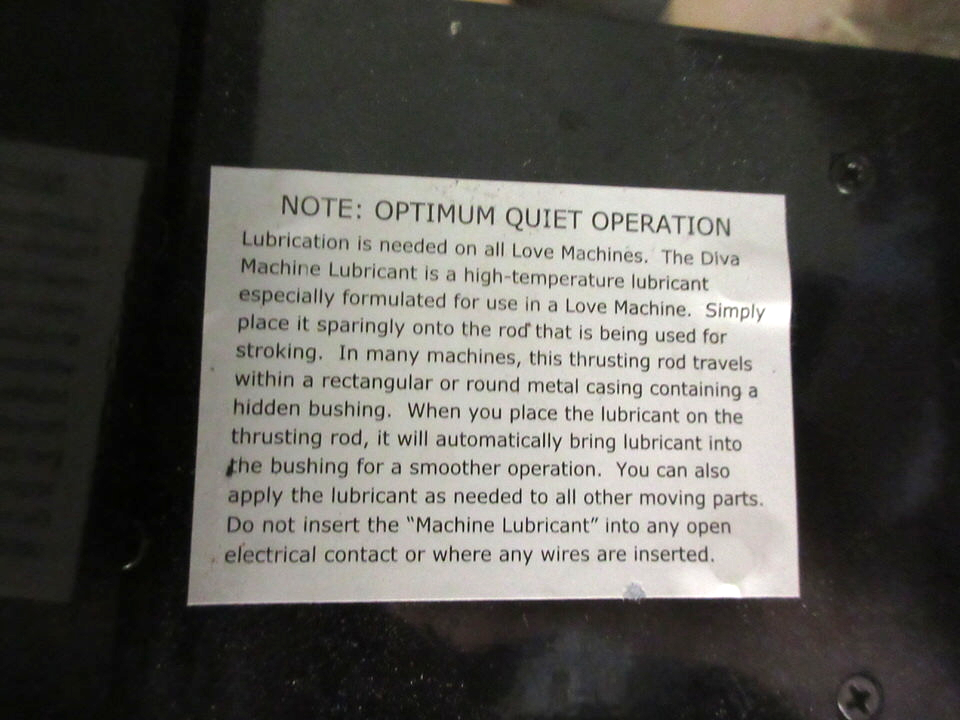 NOTE: OPTIMUM QUIET OPERATION
Lubrication is needed on all Love Machines. The Diva
Machine Lubricant is a high-temperature lubricant
especially formulated for use in a Love Machine. Simply
place it sparingly onto the rod that is being used for
stroking. In many machines, this thrusting rod travels
within a rectangular or round metal casing containing a
hidden bushing. When you place the lubricant on the
thrusting rod, it will automatically bring lubricant into
the bushing for a smoother operation. You can also
apply the lubricant as needed to all other moving parts.
Do not insert the “Machine Lubricant” into any open
electrical contact or where any wires are inserted.